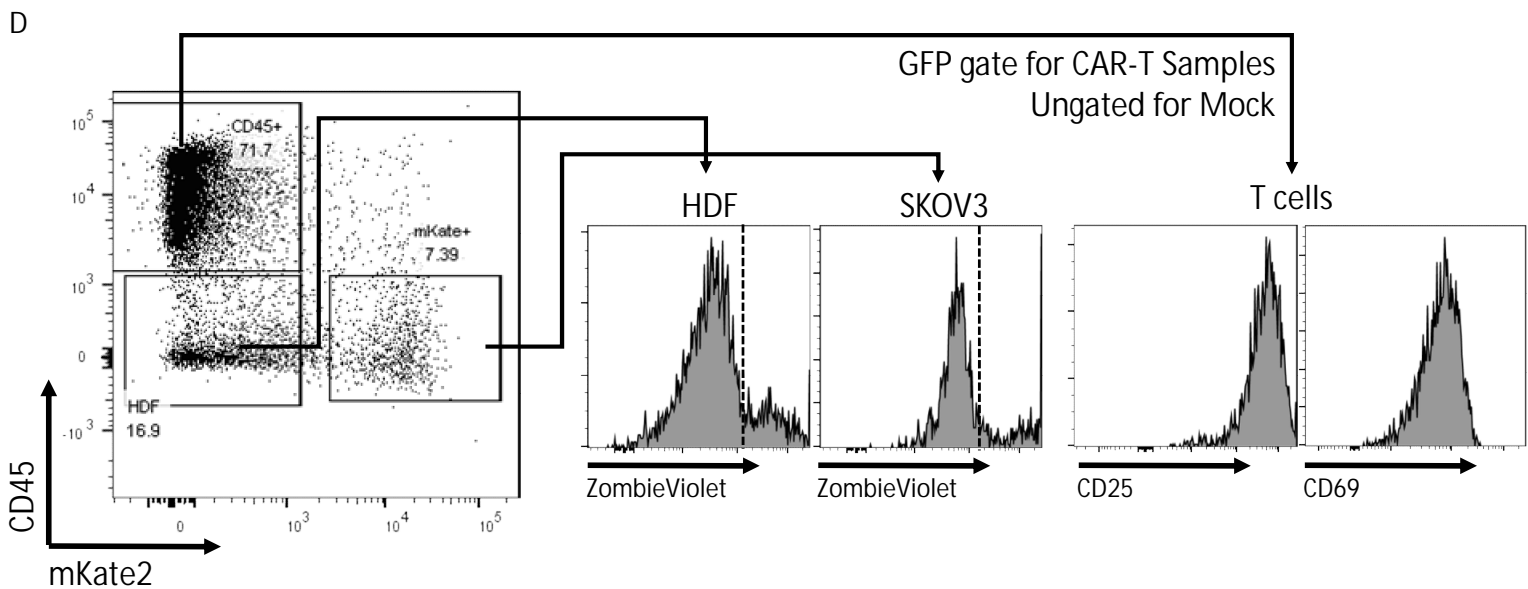 D
GFP gate for CAR-T Samples
Ungated for Mock
CD45+
71.7
mKate+
7.39
HDF
16.9
10^5
10^4
10^3
0
-10^3
0
10^3
10^4
10^5
CD45
mKate2
HDF
SKOV3
T cells
ZombieViolet
ZombieViolet
CD25
CD69